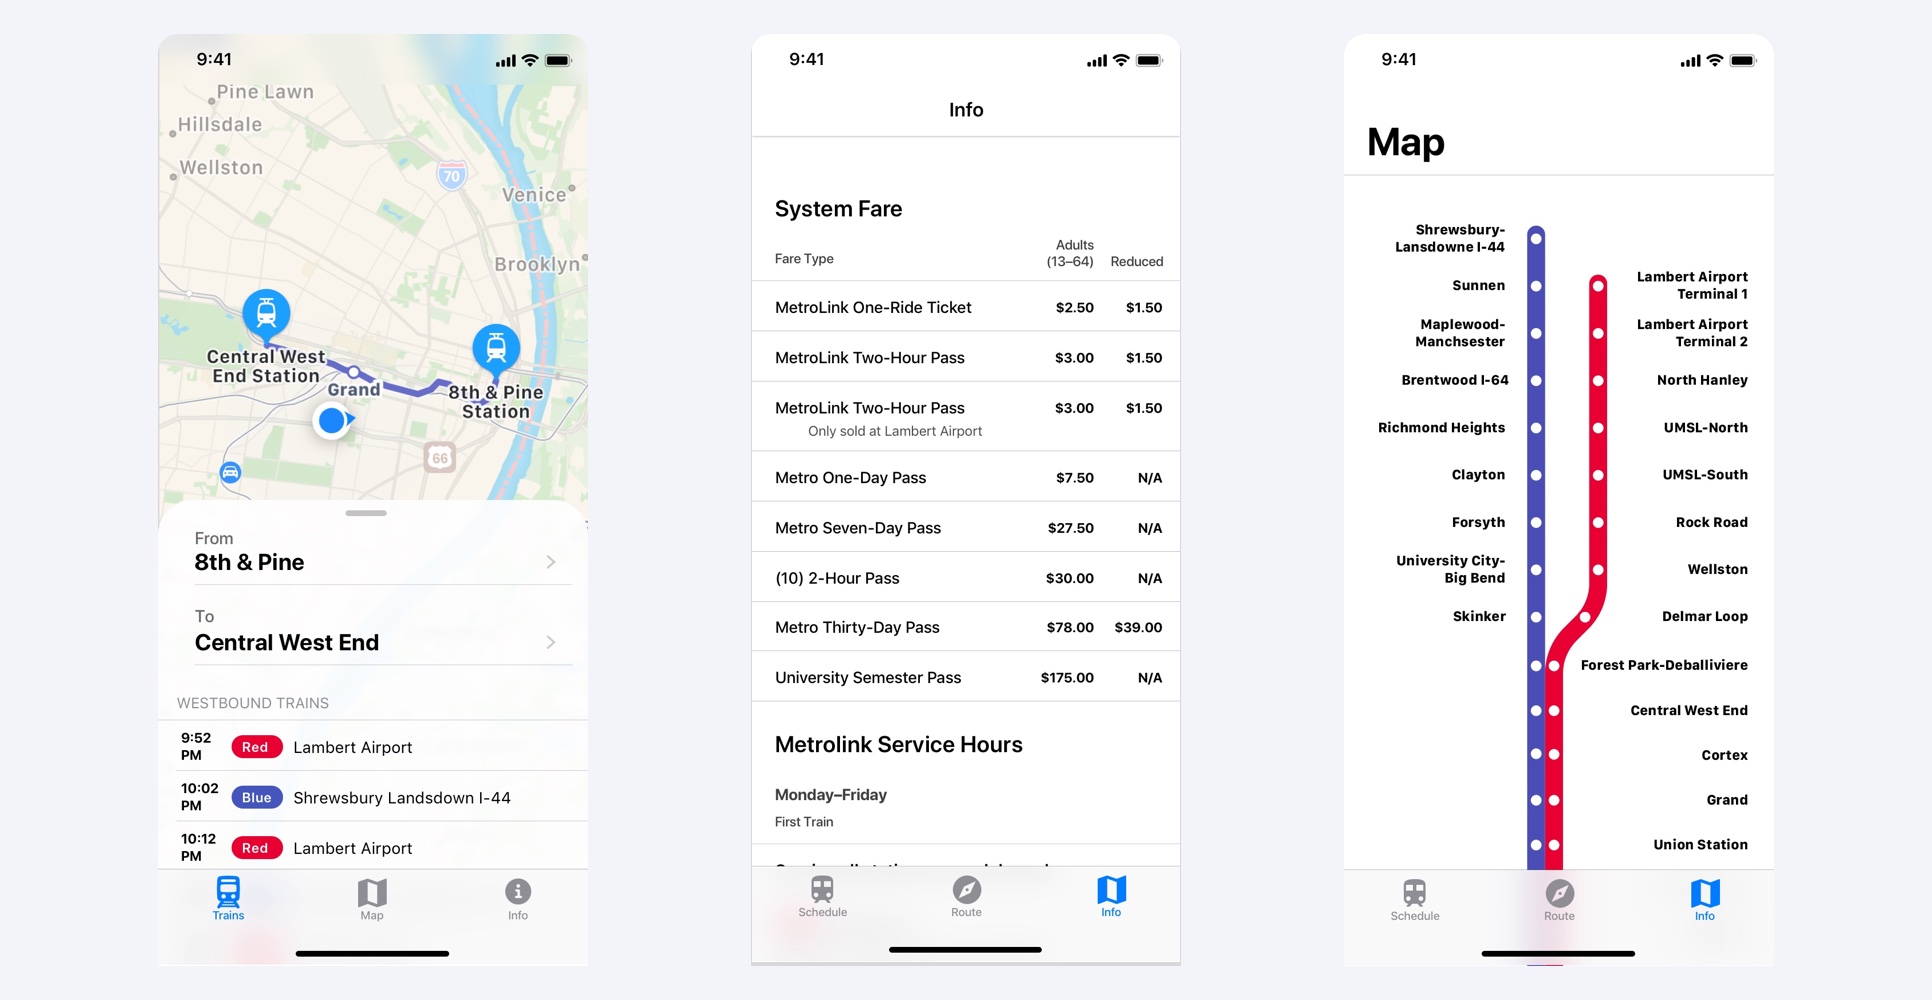 9:41
Pine Lawn
Hillsdale
Wellston
70
Venice
Brooklyn
Central West
End Station
Grand
8th & Pine
Station
66
From
8th & Pine
To
Central West End
WESTBOUND TRAINS
9:52
PM
Red
Lambert Airport
10:02
PM
Blue
Shrewsbury Landsdown I-44
10:12
PM
Red
Lambert Airport
Trains
Map
Info
9:41
Info
System Fare
Fare Type
Adults
(13–64)
Reduced
MetroLink One-Ride Ticket $2.50 $1.50
MetroLink Two-Hour Pass $3.00 $1.50
MetroLink Two-Hour Pass $3.00 $1.50
Only sold at Lambert Airport
Metro One-Day Pass $7.50 N/A
Metro Seven-Day Pass $27.50 N/A
(10) 2-Hour Pass $30.00 N/A
Metro Thirty-Day Pass $78.00 $39.00
University Semester Pass $175.00 N/A
Metrolink Service Hours
Monday–Friday
First Train
Schedule
Route
Info
9:41
Map
Shrewsbury-
Lansdowne I-44
Sunnen
Maplewood-
Manchsester
Brentwood I-64
Richmond Heights
Clayton
Forsyth
University City-
Big Bend
Skinker
Lambert Airport
Terminal 1
Lambert Airport
Terminal 2
North Hanley
UMSL-North
UMSL-South
Rock Road
Wellston
Delmar Loop
Forest Park-Deballiviere
Central West End
Cortex
Grand
Union Station
Schedule
Route
Info